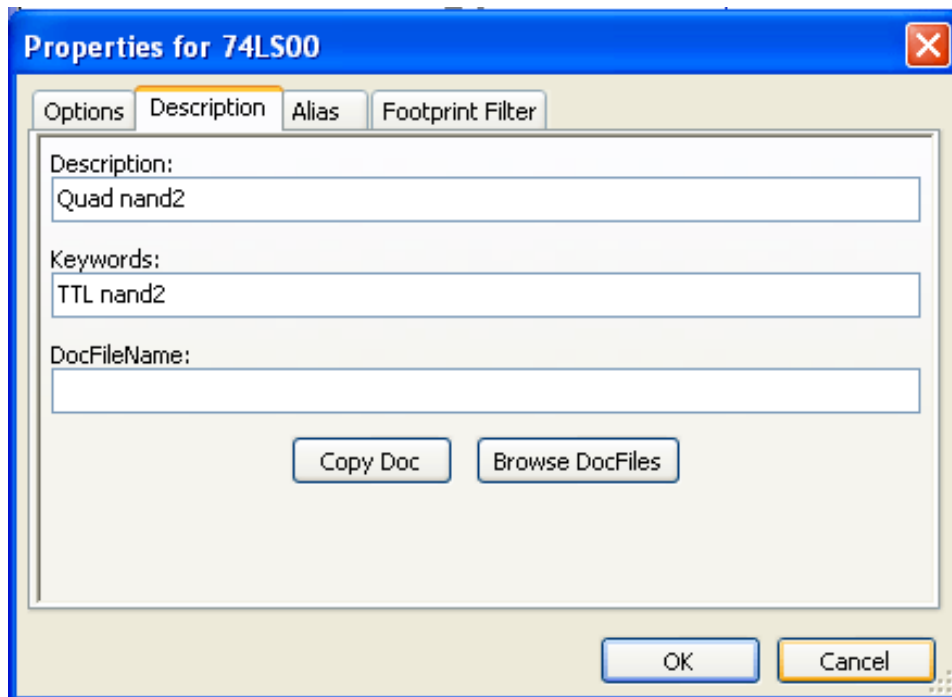 Properties for 74LS00
Options Description Alias Footprint Filter
Description:
Quad nand2
Keywords:
TTL nand2
DocFileName:
Copy Doc Browse DocFiles
OK Cancel